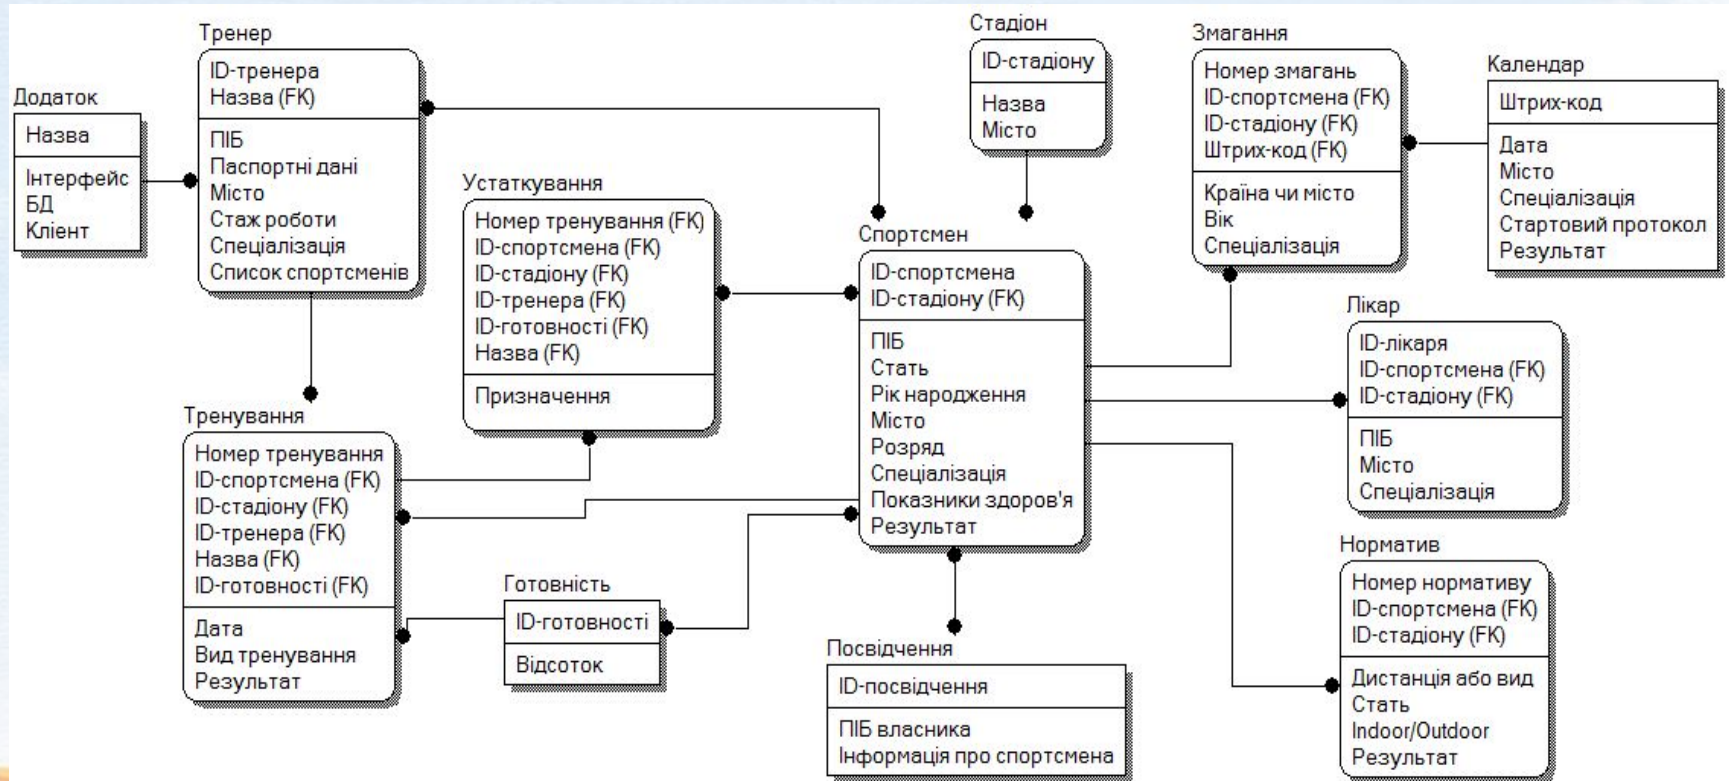 Додаток
Назва
Інтерфейс
БД
Клієнт
Тренер
ID-тренера
Назва (FK)
ПІБ
Паспортні дані
Місто
Стаж роботи
Спеціалізація
Список спортсменів
Тренування
Номер тренування
ID-спортсмена (FK)
ID-стадіону (FK)
ID-тренера (FK)
Назва (FK)
ID-готовності (FK)
Дата
Вид тренування
Результат
Устаткування
Номер тренування (FK)
ID-спортсмена (FK)
ID-стадіону (FK)
ID-тренера (FK)
ID-готовності (FK)
Назва (FK)
Призначення
Готовність
ID-готовності
Відсоток
Стадіон
ID-стадіону
Назва
Місто
Спортсмен
ID-спортсмена
ID-стадіону (FK)
ПІБ
Стать
Рік народження
Місто
Розряд
Спеціалізація
Показники здоров'я
Результат
Посвідчення
ID-посвідчення
ПІБ власника
Інформація про спортсмена
Змагання
Номер змагань
ID-спортсмена (FK)
ID-стадіону (FK)
Штрих-код (FK)
Країна чи місто
Вік
Спеціалізація
Календар
Штрих-код
Дата
Місто
Спеціалізація
Стартовий протокол
Результат
Лікар
ID-лікаря
ID-спортсмена (FK)
ID-стадіону (FK)
ПІБ
Місто
Спеціалізація
Норматив
Номер нормативу
ID-спортсмена (FK)
ID-стадіону (FK)
Дистанція або вид
Стать
Indoor/Outdoor
Результат